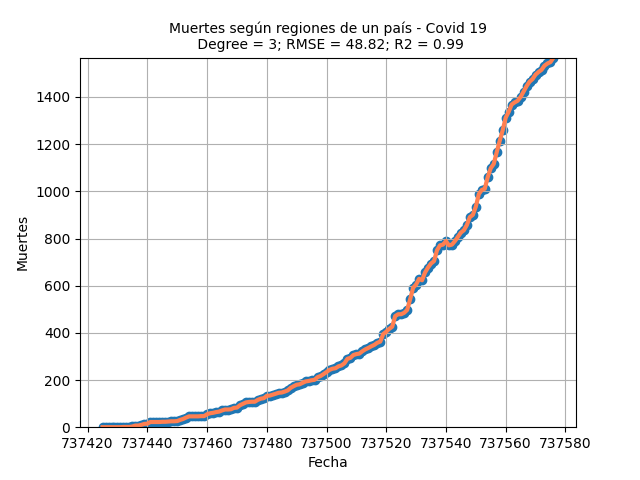 Muertes según regiones de un país - Covid 19
Degree = 3; RMSE = 48.82; R2 = 0.99
1400
1200
1000
800
600
400
200
0
Muertes
737420 737440 737460 737480 737500 737520 737540 737560 737580
Fecha